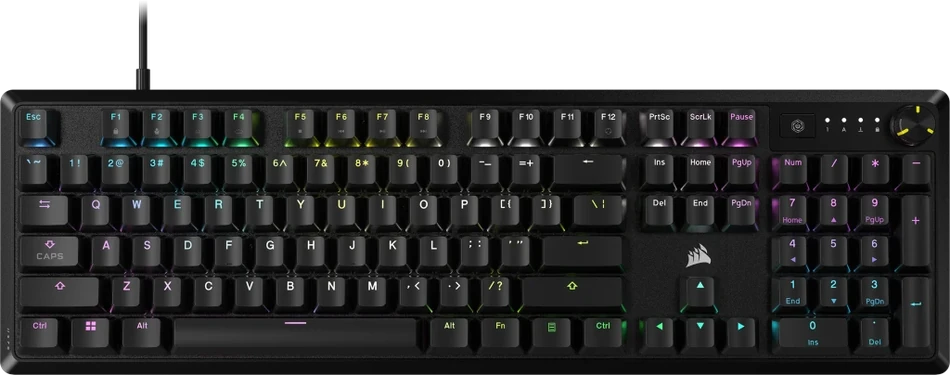 Esc F1 F2 F3 F4 F5 F6 F7 F8 F9 F10 F11 F12 PrtSc ScrLk Pause 1 A
`~ 1! 2@ 3# 4$ 5% 6^ 7& 8* 9( 0) -_ =+ ← Ins Home PgUp Num / * −
Q W E R T Y U I O P [{ ]} \| Del End PgDn 7 Home 8 ▲ 9 PgUp +
CAPS A S D F G H J K L ;: '" 4 ◄ 5 6 ►
Z X C V B N M ,< .> /? ▲ 1 End 2 ▼ 3 PgDn
Ctrl Alt Alt Fn Ctrl ◄ ▼ ► 0 Ins . Del